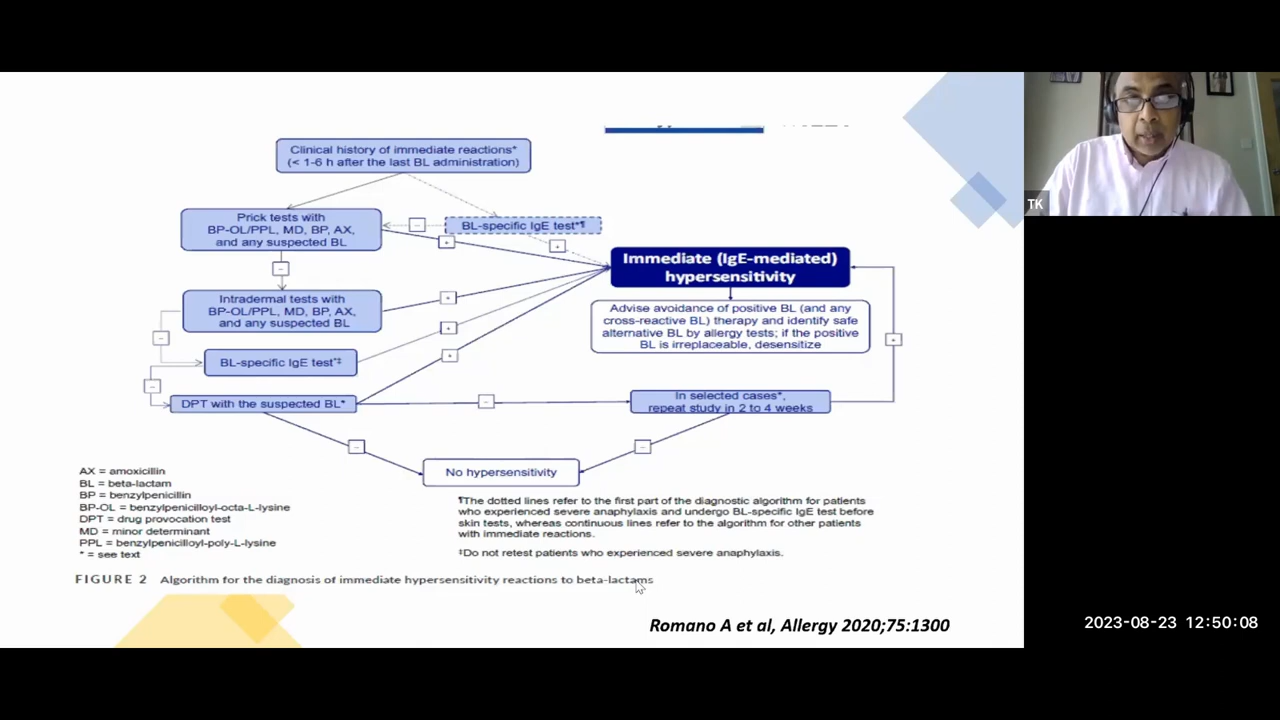 Clinical history of immediate reactions*
(< 1-6 h after the last BL administration)
Prick tests with
BP-OL/PPL, MD, BP, AX,
and any suspected BL
−
BL-specific IgE test*¶
+
+
Immediate (IgE-mediated)
hypersensitivity
−
Intradermal tests with
BP-OL/PPL, MD, BP, AX,
and any suspected BL
+
Advise avoidance of positive BL (and any
cross-reactive BL) therapy and identify safe
alternative BL by allergy tests; if the positive
BL is irreplaceable, desensitize
−
+
+
BL-specific IgE test*‡
+
−
DPT with the suspected BL*
−
In selected cases*,
repeat study in 2 to 4 weeks
−
−
No hypersensitivity
AX = amoxicillin
BL = beta-lactam
BP = benzylpenicillin
BP-OL = benzylpenicilloyl-octa-L-lysine
DPT = drug provocation test
MD = minor determinant
PPL = benzylpenicilloyl-poly-L-lysine
* = see text
¶The dotted lines refer to the first part of the diagnostic algorithm for patients
who experienced severe anaphylaxis and undergo BL-specific IgE test before
skin tests, whereas continuous lines refer to the algorithm for other patients
with immediate reactions.
‡Do not retest patients who experienced severe anaphylaxis.
FIGURE 2 Algorithm for the diagnosis of immediate hypersensitivity reactions to beta-lactams
Romano A et al, Allergy 2020;75:1300
TK
2023-08-23 12:50:08